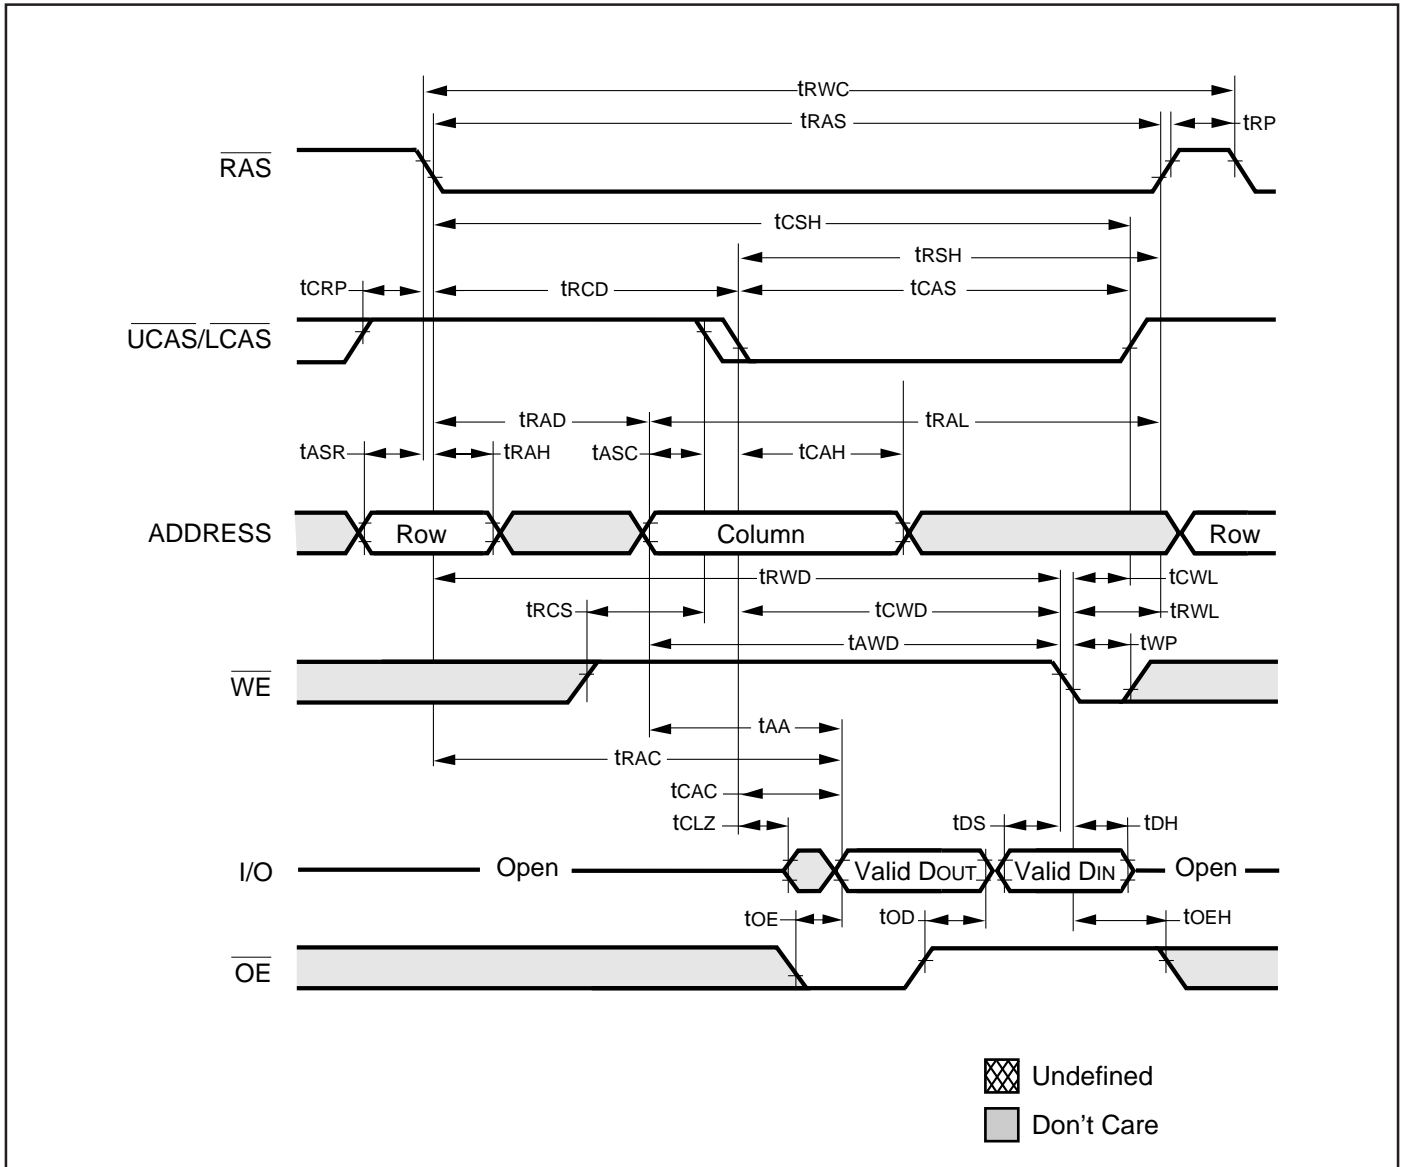 tRWC
tRAS
tRP
RAS
tCSH
tRSH
tCRP
tRCD
tCAS
UCAS/LCAS
tRAD
tRAL
tASR
tRAH
tASC
tCAH
ADDRESS
Row
Column
Row
tRWD
tCWL
tRCS
tCWD
tRWL
tAWD
tWP
WE
tAA
tRAC
tCAC
tCLZ
tDS
tDH
I/O
Open
Valid DOUT
Valid DIN
Open
tOE
tOD
tOEH
OE
Undefined
Don't Care